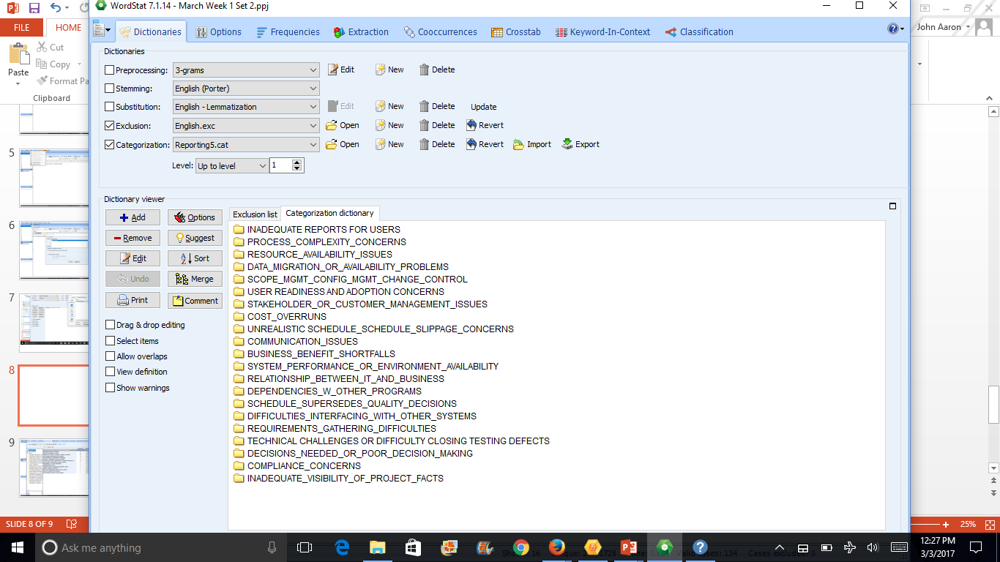 WordStat 7.1.14 - March Week 1 Set 2.ppj
FILE
HOME
Cut
Copy
Format Pa
Paste
Clipboard
John Aaron
Dictionaries
Options
Frequencies
Extraction
Cooccurrences
Crosstab
Keyword-In-Context
Classification
Dictionaries
Preprocessing: 3-grams Edit New Delete
Stemming: English (Porter)
Substitution: English - Lemmatization Edit New Delete Update
Exclusion: English.exc Open New Delete Revert
Categorization: Reporting5.cat Open New Delete Revert Import Export
Level: Up to level 1
Dictionary viewer
Add Options
Remove Suggest
Edit Sort
Undo Merge
Print Comment
Drag & drop editing
Select items
Allow overlaps
View definition
Show warnings
Exclusion list Categorization dictionary
INADEQUATE REPORTS FOR USERS
PROCESS_COMPLEXITY_CONCERNS
RESOURCE_AVAILABILITY_ISSUES
DATA_MIGRATION_OR_AVAILABILITY_PROBLEMS
SCOPE_MGMT_CONFIG_MGMT_CHANGE_CONTROL
USER READINESS AND ADOPTION CONCERNS
STAKEHOLDER_OR_CUSTOMER_MANAGEMENT_ISSUES
COST_OVERRUNS
UNREALISTIC SCHEDULE_SCHEDULE_SLIPPAGE_CONCERNS
COMMUNICATION_ISSUES
BUSINESS_BENEFIT_SHORTFALLS
SYSTEM_PERFORMANCE_OR_ENVIRONMENT_AVAILABILITY
RELATIONSHIP_BETWEEN_IT_AND_BUSINESS
DEPENDENCIES_W_OTHER_PROGRAMS
SCHEDULE_SUPERSEDES_QUALITY_DECISIONS
DIFFICULTIES_INTERFACING_WITH_OTHER_SYSTEMS
REQUIREMENTS_GATHERING_DIFFICULTIES
TECHNICAL CHALLENGES OR DIFFICULTY CLOSING TESTING DEFECTS
DECISIONS_NEEDED_OR_POOR_DECISION_MAKING
COMPLIANCE_CONCERNS
INADEQUATE_VISIBILITY_OF_PROJECT_FACTS
5
6
7
8
9
SLIDE 8 OF 9
25%
Ask me anything
cases: 134 Cases excluded: 0
12:27 PM
3/3/2017